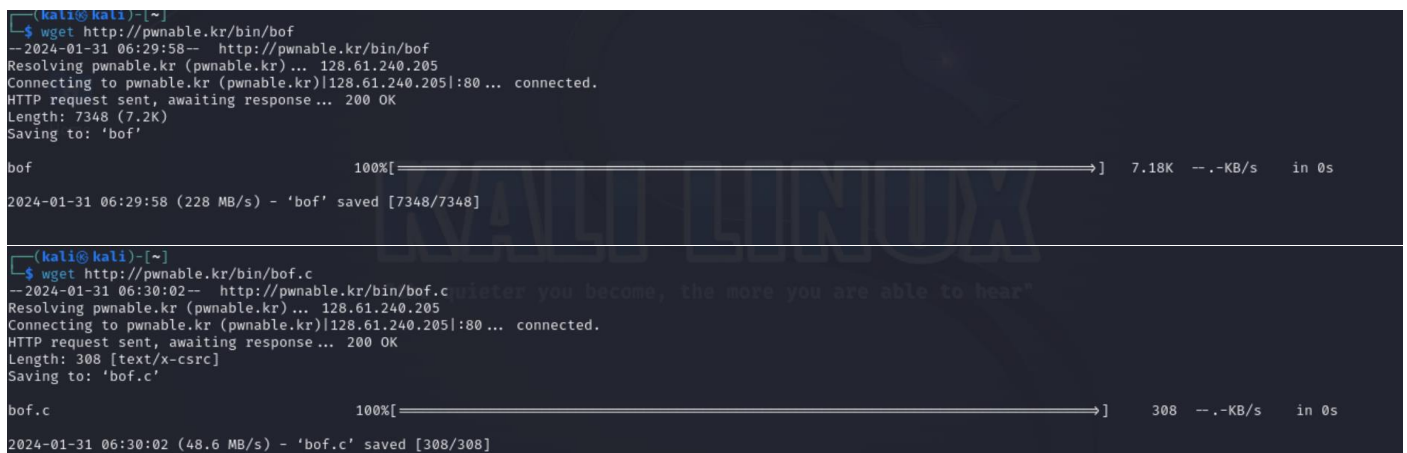 ┌──(kali㉿kali)-[~]
└─$ wget http://pwnable.kr/bin/bof
--2024-01-31 06:29:58-- http://pwnable.kr/bin/bof
Resolving pwnable.kr (pwnable.kr)... 128.61.240.205
Connecting to pwnable.kr (pwnable.kr)|128.61.240.205|:80... connected.
HTTP request sent, awaiting response... 200 OK
Length: 7348 (7.2K)
Saving to: ‘bof’
bof 100%[===================>] 7.18K --.-KB/s in 0s
2024-01-31 06:29:58 (228 MB/s) - ‘bof’ saved [7348/7348]
KALI LINUX
┌──(kali㉿kali)-[~]
└─$ wget http://pwnable.kr/bin/bof.c
--2024-01-31 06:30:02-- http://pwnable.kr/bin/bof.c
quieter you become, the more you are able to hear"
Resolving pwnable.kr (pwnable.kr)... 128.61.240.205
Connecting to pwnable.kr (pwnable.kr)|128.61.240.205|:80... connected.
HTTP request sent, awaiting response... 200 OK
Length: 308 [text/x-csrc]
Saving to: ‘bof.c’
bof.c 100%[===================>] 308 --.-KB/s in 0s
2024-01-31 06:30:02 (48.6 MB/s) - ‘bof.c’ saved [308/308]